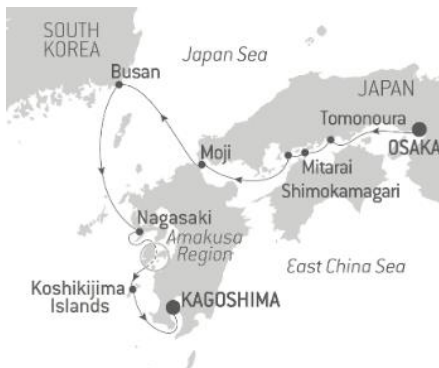 SOUTH
KOREA
Japan Sea
Busan
JAPAN
Tomonoura
OSAKA
Moji
Mitarai
Shimokamagari
Nagasaki
Amakusa
Region
East China Sea
Koshikijima
Islands
KAGOSHIMA